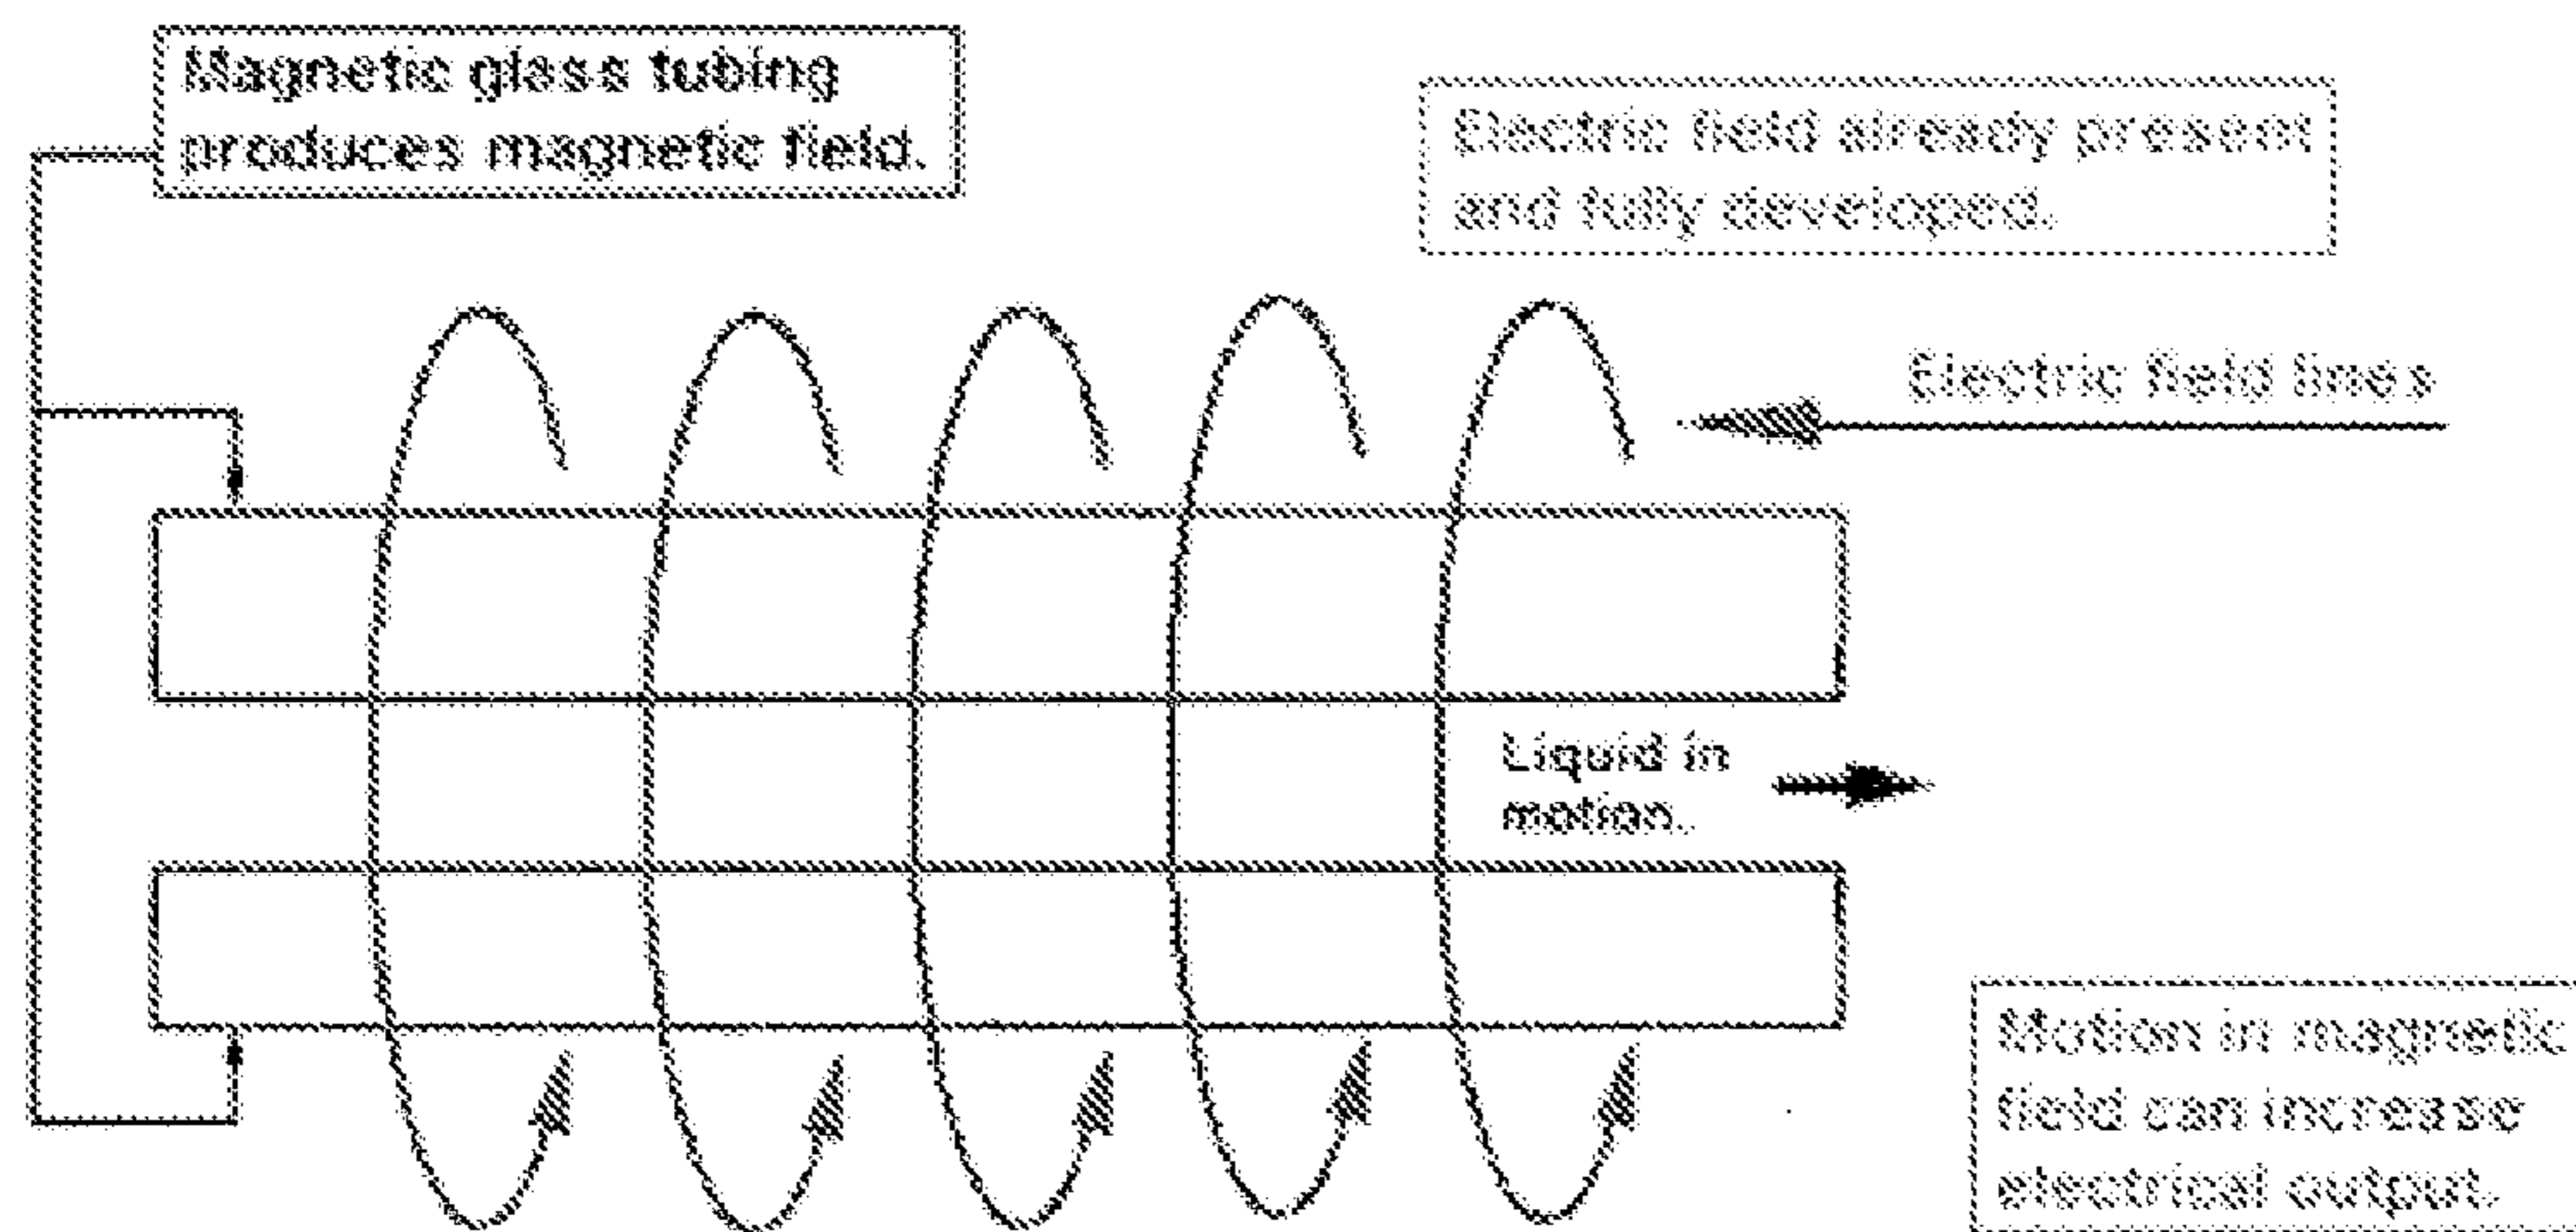 Magnetic glass tubing
produces magnetic field.
Electric field already present
and fully developed.
Electric field lines
Liquid in
motion.
Motion in magnetic
field can increase
electrical output.